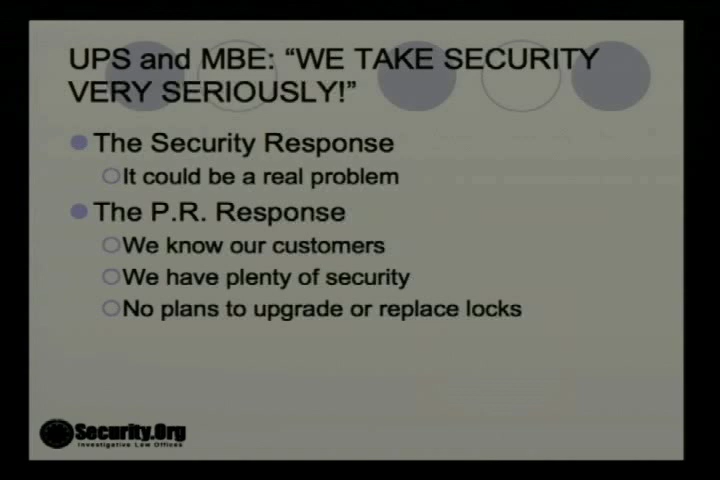 UPS and MBE: “WE TAKE SECURITY
VERY SERIOUSLY!”
The Security Response
It could be a real problem
The P.R. Response
We know our customers
We have plenty of security
No plans to upgrade or replace locks
Security.Org
Investigative Law Offices